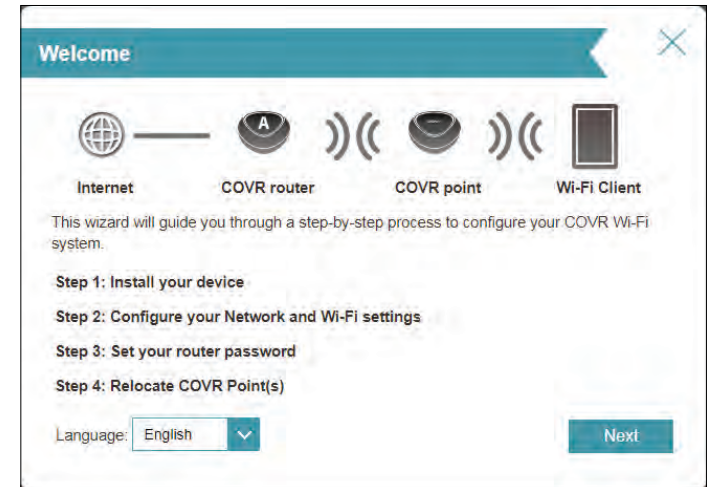 Welcome
A
Internet
COVR router
COVR point
Wi-Fi Client
This wizard will guide you through a step-by-step process to configure your COVR Wi-Fi
system.
Step 1: Install your device
Step 2: Configure your Network and Wi-Fi settings
Step 3: Set your router password
Step 4: Relocate COVR Point(s)
Language: English
Next